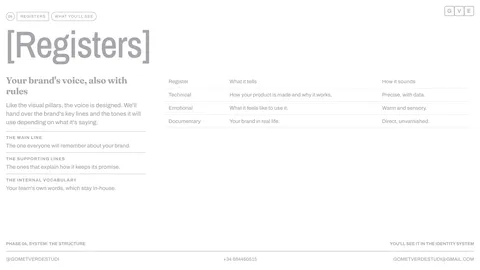 REGISTERS
WHAT YOU'LL SEE
G V E
[Registers]
Your brand's voice, also with
rules
Like the visual pillars, the voice is designed. We'll
hand over the brand's key lines and the tones it will
use depending on what it's saying.
THE MAIN LINE
The one everyone will remember about your brand.
THE SUPPORTING LINES
The ones that explain how it keeps its promise.
THE INTERNAL VOCABULARY
Your team's own words, which stay in-house.
Register What it tells How it sounds
Technical How your product is made and why it works. Precise, with data.
Emotional What it feels like to use it. Warm and sensory.
Documentary Your brand in real life. Direct, unvarnished.
PHASE 04. SYSTEM: THE STRUCTURE
YOU'LL SEE IT IN THE IDENTITY SYSTEM
@GOMETVERDESTUDI
GOMETVERDESTUDI@GMAIL.COM